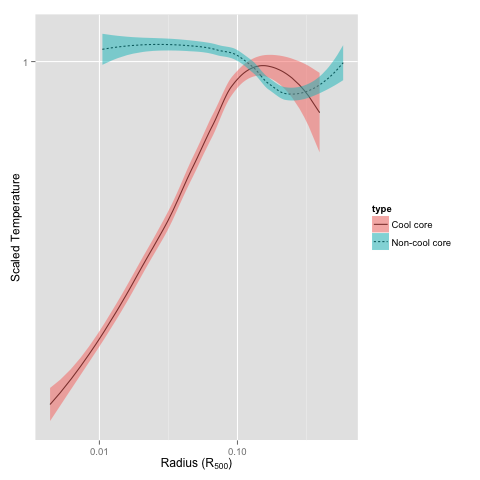 1
Scaled Temperature
type
Cool core
Non-cool core
0.01
0.10
Radius (R500)